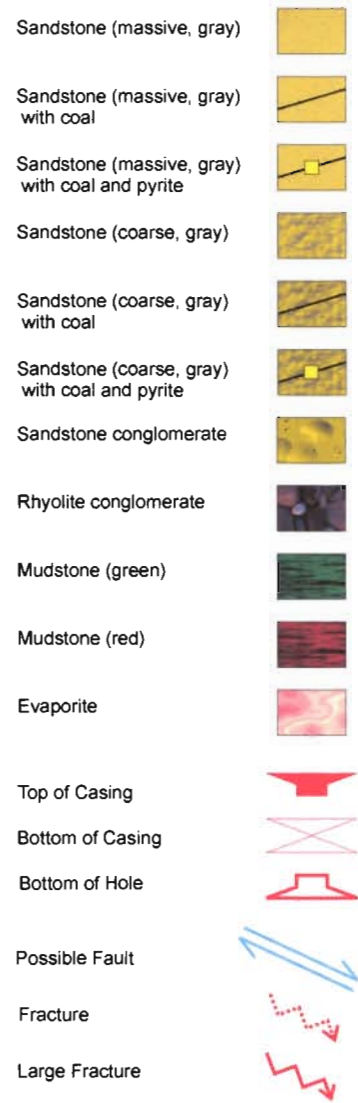 Sandstone (massive, gray)
Sandstone (massive, gray)
with coal
Sandstone (massive, gray)
with coal and pyrite
Sandstone (coarse, gray)
Sandstone (coarse, gray)
with coal
Sandstone (coarse, gray)
with coal and pyrite
Sandstone conglomerate
Rhyolite conglomerate
Mudstone (green)
Mudstone (red)
Evaporite
Top of Casing
Bottom of Casing
Bottom of Hole
Possible Fault
Fracture
Large Fracture